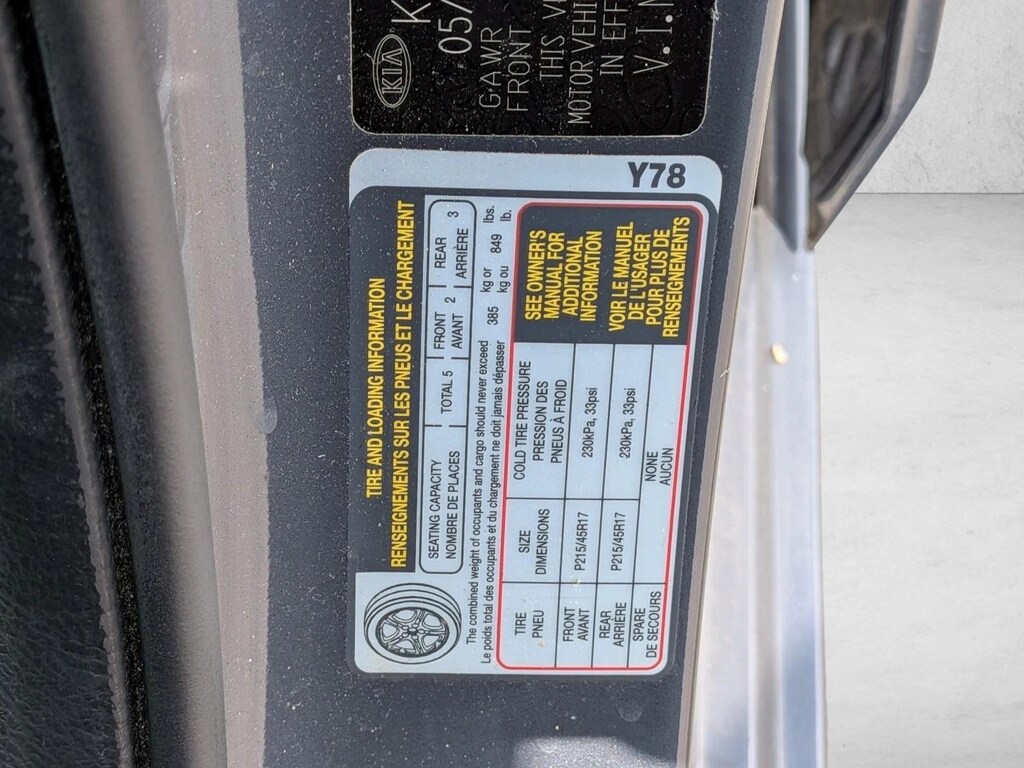 KIA
05/
GAWR
FRONT
THIS
MOTOR VEHI
IN EFF
V.I.N
Y78
TIRE AND LOADING INFORMATION
RENSEIGNEMENTS SUR LES PNEUS ET LE CHARGEMENT
SEATING CAPACITY TOTAL 5 FRONT 2 REAR 3
NOMBRE DE PLACES AVANT ARRIÈRE
The combined weight of occupants and cargo should never exceed 385 kg or 849 lbs.
Le poids total des occupants et du chargement ne doit jamais dépasser kg ou lb.
TIRE SIZE COLD TIRE PRESSURE
PNEU DIMENSIONS PRESSION DES
PNEUS À FROID
FRONT P215/45R17 230kPa, 33psi
AVANT
REAR P215/45R17 230kPa, 33psi
ARRIÈRE
SPARE NONE
DE SECOURS AUCUN
SEE OWNER'S
MANUAL FOR
ADDITIONAL
INFORMATION
VOIR LE MANUEL
DE L'USAGER
POUR PLUS DE
RENSEIGNEMENTS